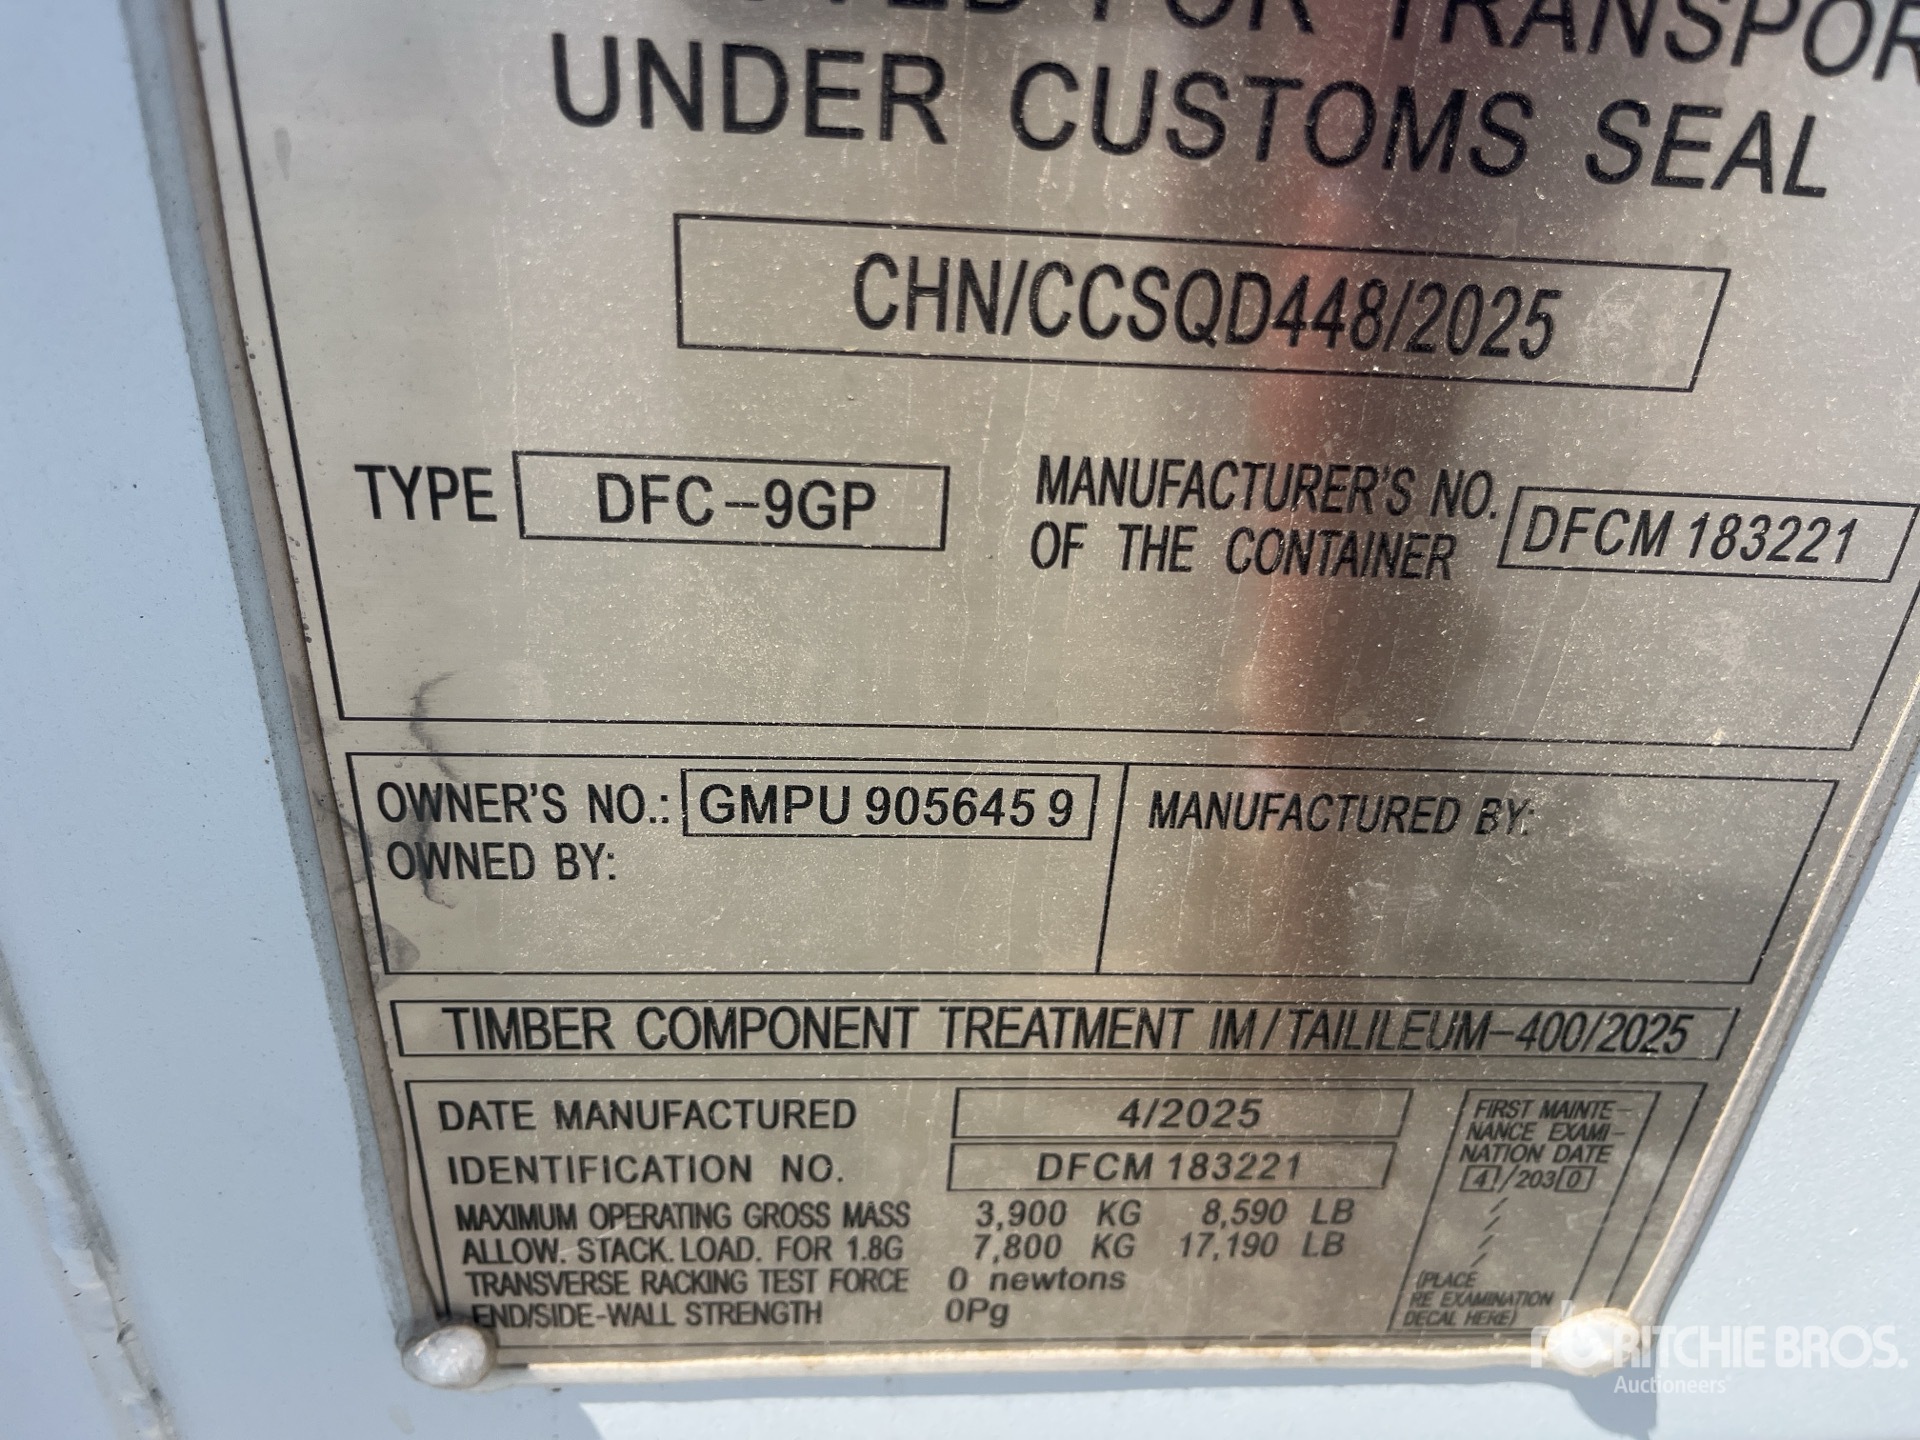 FOR TRANSPOR
UNDER CUSTOMS SEAL
CHN/CCSQD448/2025
TYPE DFC-9GP
MANUFACTURER'S NO.
OF THE CONTAINER
DFCM 183221
OWNER'S NO.: GMPU 905645 9
OWNED BY:
MANUFACTURED BY:
TIMBER COMPONENT TREATMENT IM/TAILILEUM-400/2025
DATE MANUFACTURED 4/2025
IDENTIFICATION NO. DFCM 183221
MAXIMUM OPERATING GROSS MASS 3,900 KG 8,590 LB
ALLOW. STACK. LOAD. FOR 1.8G 7,800 KG 17,190 LB
TRANSVERSE RACKING TEST FORCE 0 newtons
END/SIDE-WALL STRENGTH 0Pg
FIRST MAINTE-
NANCE EXAMI-
NATION DATE
4/2030
/
/
/
/
(PLACE
RE EXAMINATION
DECAL HERE)
RITCHIE BROS.
Auctioneers